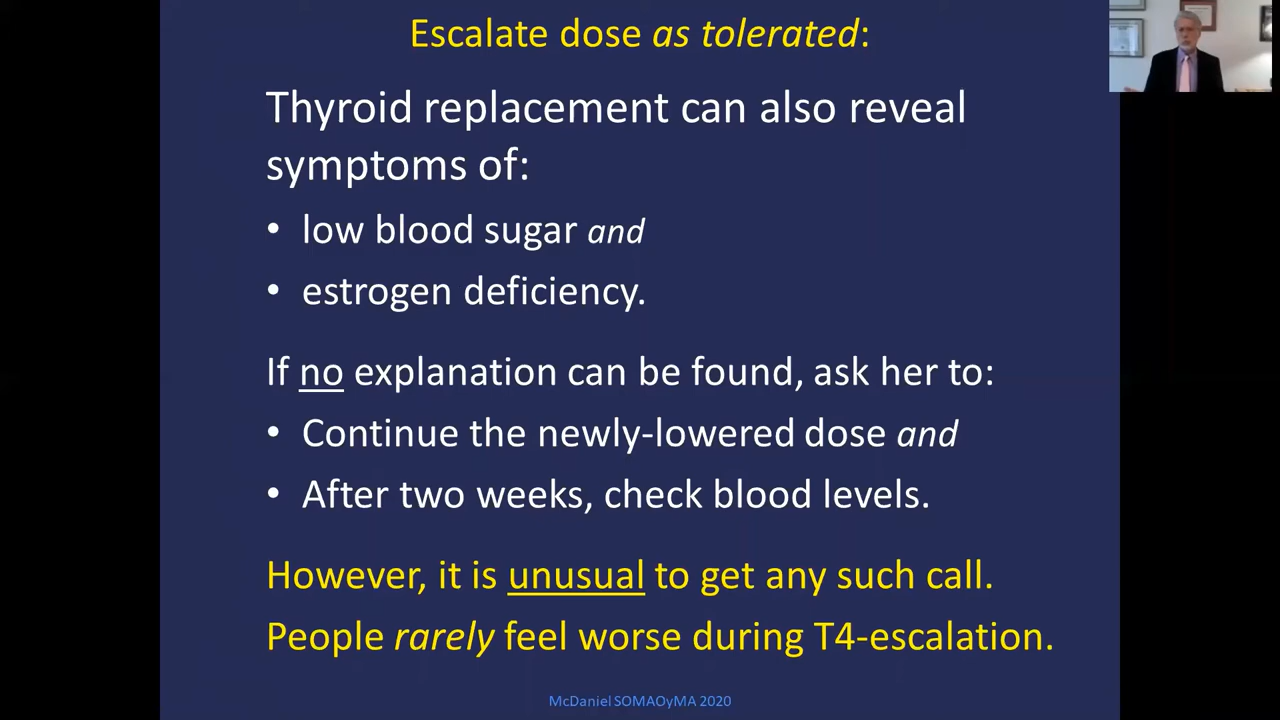 Escalate dose as tolerated:
Thyroid replacement can also reveal
symptoms of:
• low blood sugar and
• estrogen deficiency.
If no explanation can be found, ask her to:
• Continue the newly-lowered dose and
• After two weeks, check blood levels.
However, it is unusual to get any such call.
People rarely feel worse during T4-escalation.
McDaniel SOMAOyMA 2020